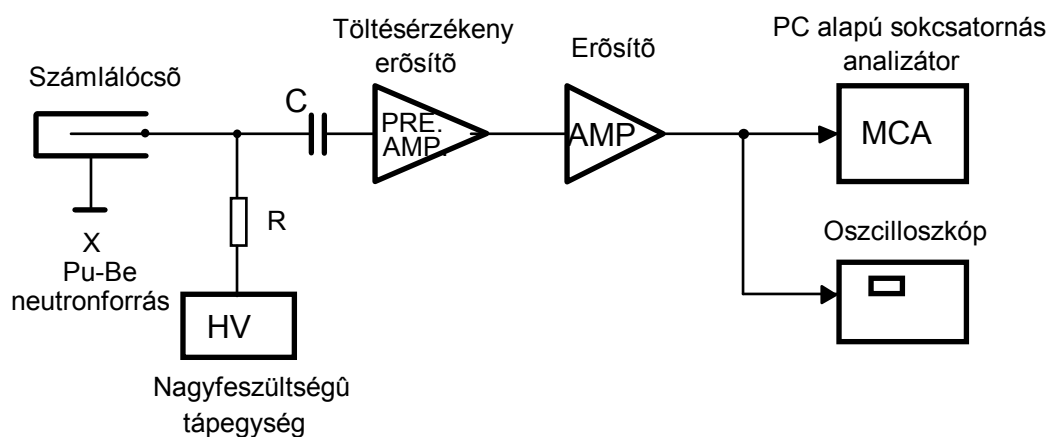 Számlálócsõ
Töltésérzékeny
erõsítõ
Erõsítõ
PC alapú sokcsatornás
analizátor
C
PRE.
AMP.
AMP
MCA
R
X
Pu-Be
neutronforrás
HV
Nagyfeszültségû
tápegység
Oszcilloszkóp